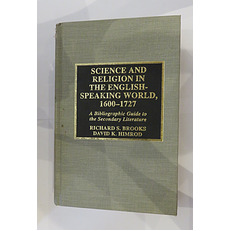 SCIENCE AND
RELIGION IN
THE ENGLISH-
SPEAKING WORLD,
1600–1727
A Bibliographic Guide to
the Secondary Literature
RICHARD S. BROOKS
DAVID K. HIMROD